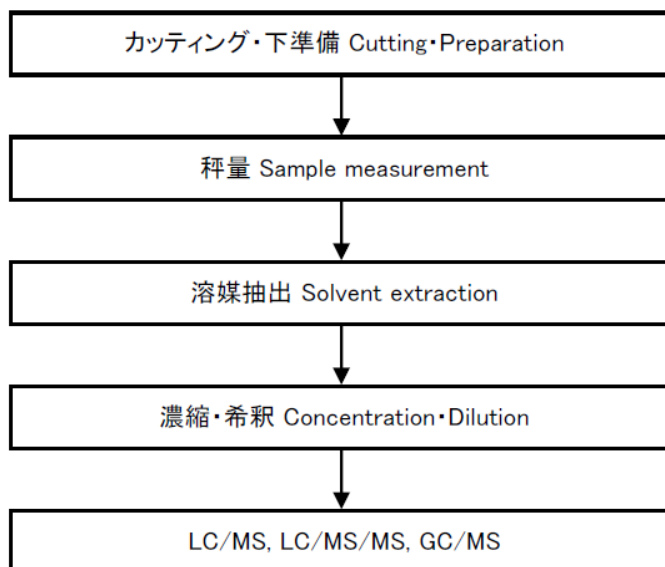 カッティング・下準備 Cutting・Preparation
秤量 Sample measurement
溶媒抽出 Solvent extraction
濃縮・希釈 Concentration・Dilution
LC/MS, LC/MS/MS, GC/MS